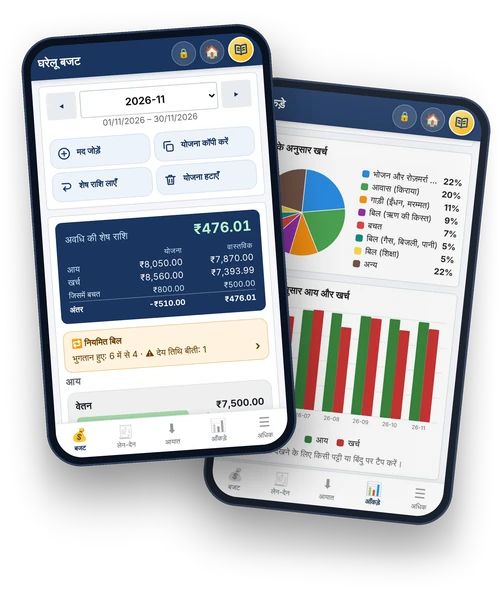 घरेलू बजट
2026-11
01/11/2026 – 30/11/2026
मद जोड़ें
योजना कॉपी करें
शेष राशि लाएँ
योजना हटाएँ
अवधि की शेष राशि ₹476.01
योजना वास्तविक
आय ₹8,050.00 ₹7,870.00
खर्च ₹8,560.00 ₹7,393.99
जिसमें बचत ₹800.00 ₹500.00
अंतर -₹510.00 ₹476.01
नियमित बिल
भुगतान हुए: 6 में से 4 · ⚠ देय तिथि बीती: 1
आय
वेतन ₹7,500.00
बजट
लेन-देन
आयात
आँकड़े
अधिक
के अनुसार खर्च
भोजन और रोज़मर्रा ... 22%
आवास (किराया) 20%
गाड़ी (ईंधन, मरम्मत) 11%
बिल (ऋण की किस्त) 9%
बचत 7%
बिल (गैस, बिजली, पानी) 5%
बिल (शिक्षा) 5%
अन्य 22%
नुसार आय और खर्च
26-08 26-09 26-10 26-11
आय खर्च
देखने के लिए किसी पट्टी या बिंदु पर टैप करें।
बजट
लेन-देन
आयात
आँकड़े
अधिक